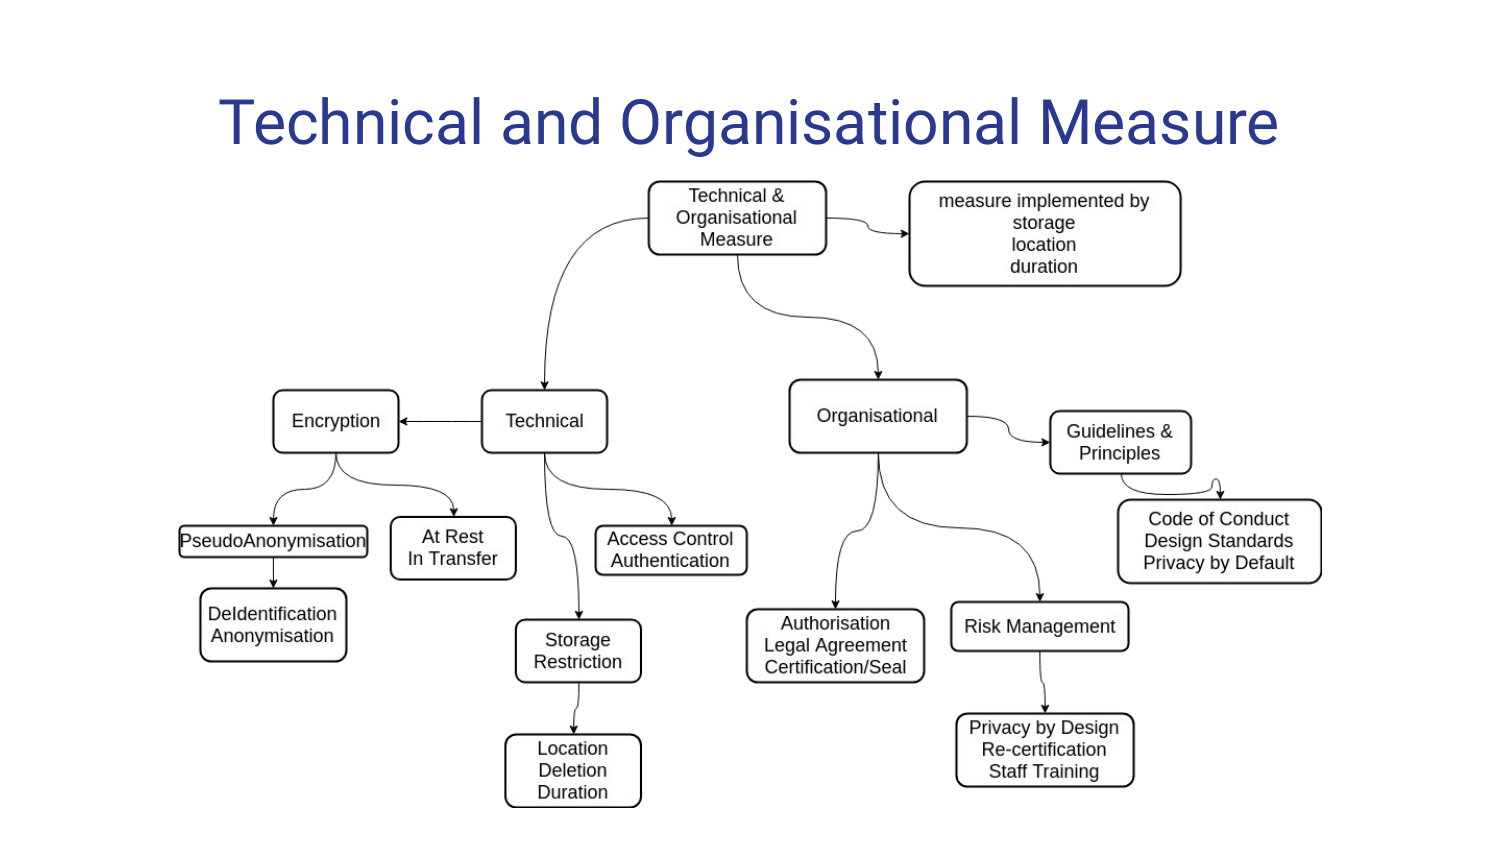 Technical and Organisational Measure
Technical &
Organisational
Measure
measure implemented by
storage
location
duration
Encryption
Technical
Organisational
Guidelines &
Principles
PseudoAnonymisation
At Rest
In Transfer
Access Control
Authentication
Code of Conduct
Design Standards
Privacy by Default
DeIdentification
Anonymisation
Storage
Restriction
Authorisation
Legal Agreement
Certification/Seal
Risk Management
Location
Deletion
Duration
Privacy by Design
Re-certification
Staff Training